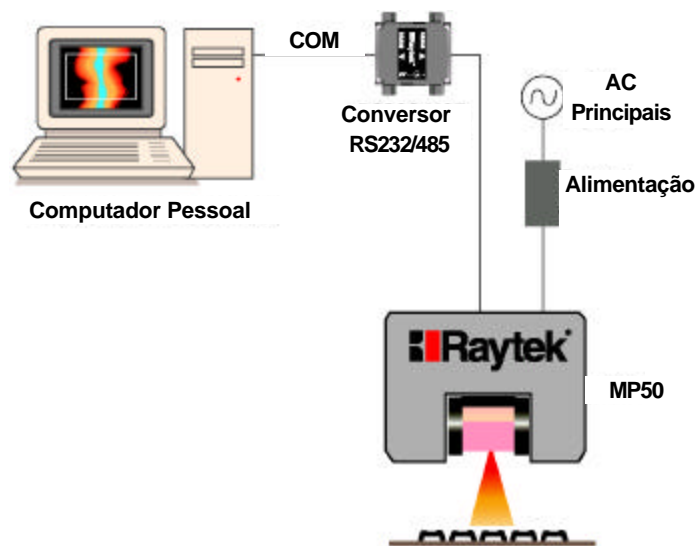 COM
Conversor
RS232/485
AC
Principais
Alimentação
Computador Pessoal
Raytek
MP50